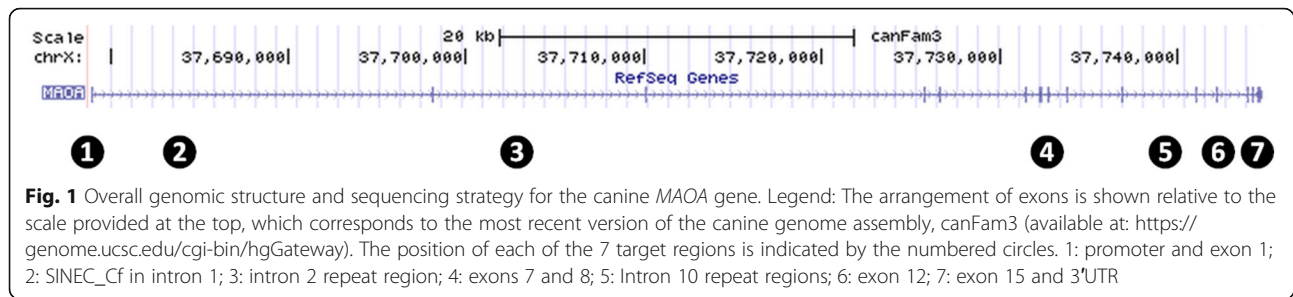 Scale 20 kb canFam3
chrX: 37,690,000 37,700,000 37,710,000 37,720,000 37,730,000 37,740,000
RefSeq Genes
MAOA
1 2 3 4 5 6 7
Fig. 1 Overall genomic structure and sequencing strategy for the canine MAOA gene. Legend: The arrangement of exons is shown relative to the
scale provided at the top, which corresponds to the most recent version of the canine genome assembly, canFam3 (available at: https://
genome.ucsc.edu/cgi-bin/hgGateway). The position of each of the 7 target regions is indicated by the numbered circles. 1: promoter and exon 1;
2: SINEC_Cf in intron 1; 3: intron 2 repeat region; 4: exons 7 and 8; 5: Intron 10 repeat regions; 6: exon 12; 7: exon 15 and 3′UTR